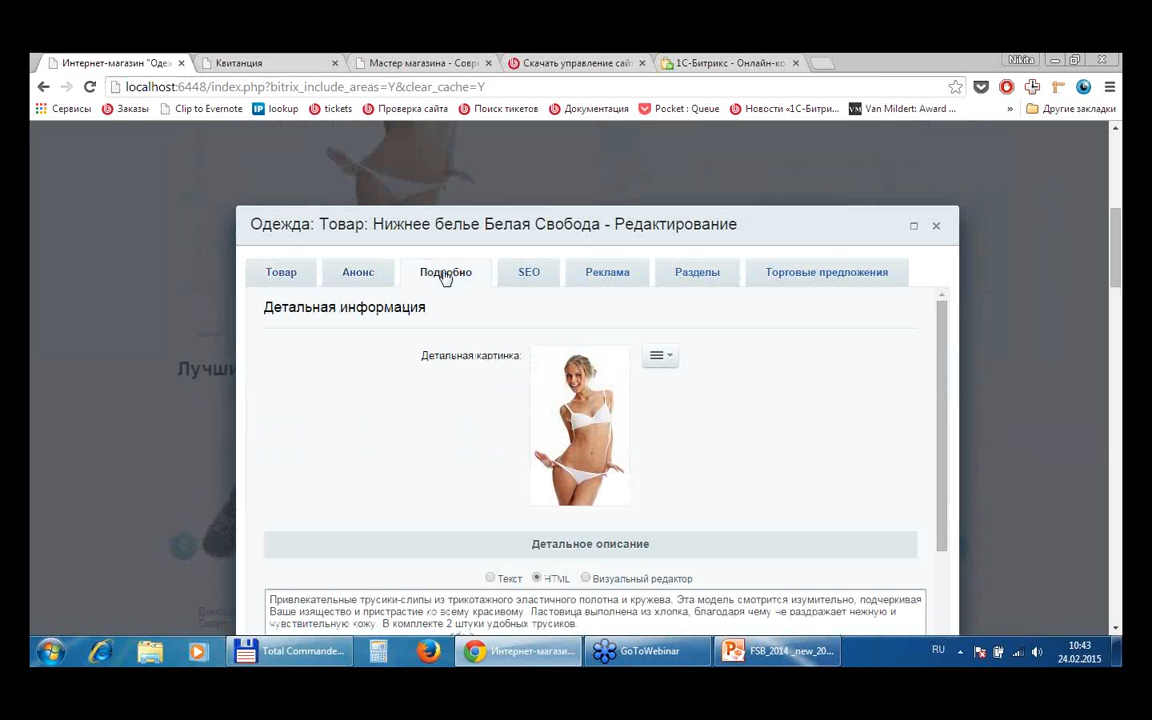 Интернет-магазин "Оде:
Квитанция
Мастер магазина - Совр
Скачать управление сай
1С-Битрикс - Онлайн-ко
Nikita
localhost:6448/index.php?bitrix_include_areas=Y&clear_cache=Y
Сервисы
Заказы
Clip to Evernote
lookup
tickets
Проверка сайта
Поиск тикетов
Документация
Pocket : Queue
Новости «1С-Битри...
Van Mildert: Award ...
»
Другие закладки
Одежда: Товар: Нижнее белье Белая Свобода - Редактирование
Товар
Анонс
Подробно
SEO
Реклама
Разделы
Торговые предложения
Детальная информация
Детальная картинка:
Лучши
Детальное описание
Текст
HTML
Визуальный редактор
Привлекательные трусики-слипы из трикотажного эластичного полотна и кружева. Эта модель смотрится изумительно, подчеркивая
Ваше изящество и пристрастие ко всему красивому. Ластовица выполнена из хлопка, благодаря чему не раздражает нежную и
чувствительную кожу. В комплекте 2 штуки удобных трусиков.
Спорт
Total Commande...
Интернет-магази...
GoToWebinar
FSB_2014 _new_20...
RU
10:43
24.02.2015